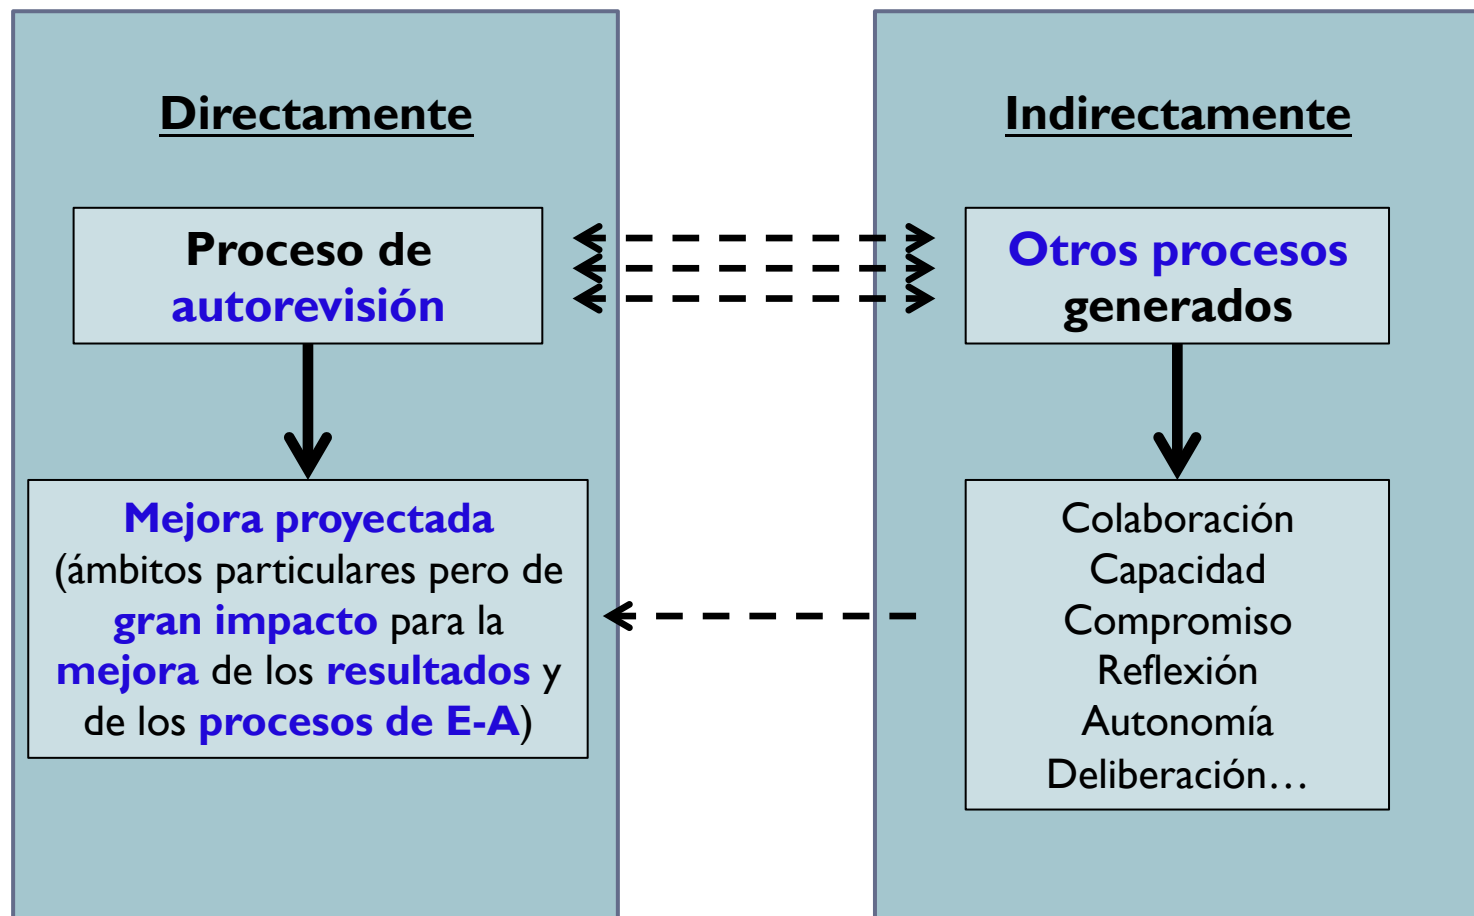 Directamente
Proceso de
autorevisión
Mejora proyectada
(ámbitos particulares pero de
gran impacto para la
mejora de los resultados y
de los procesos de E-A)
Indirectamente
Otros procesos
generados
Colaboración
Capacidad
Compromiso
Reflexión
Autonomía
Deliberación…